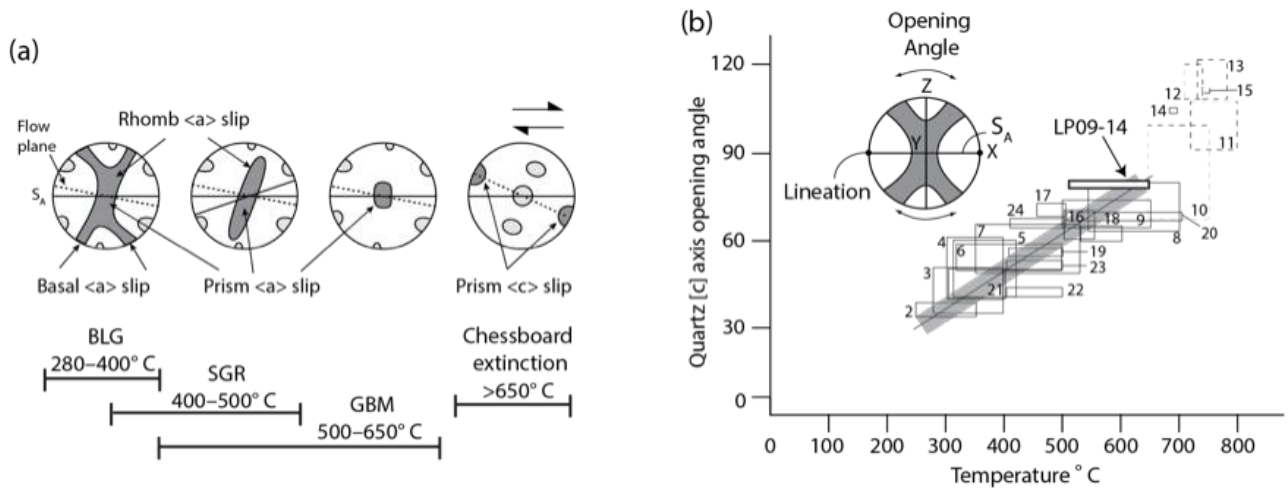 (a)
Rhomb <a> slip
Flow
plane
S_A
Basal <a> slip
Prism <a> slip
Prism <c> slip
BLG
280–400° C
SGR
400–500° C
GBM
500–650° C
Chessboard
extinction
>650° C
(b)
Opening
Angle
Z
Y
S_A
X
Lineation
LP09-14
Quartz [c] axis opening angle
120
90
60
30
0
13
12
15
14
11
17
24
7
16
18
9
10
20
8
4
6
5
19
23
3
21
22
2
0
100
200
300
400
500
600
700
800
Temperature ° C